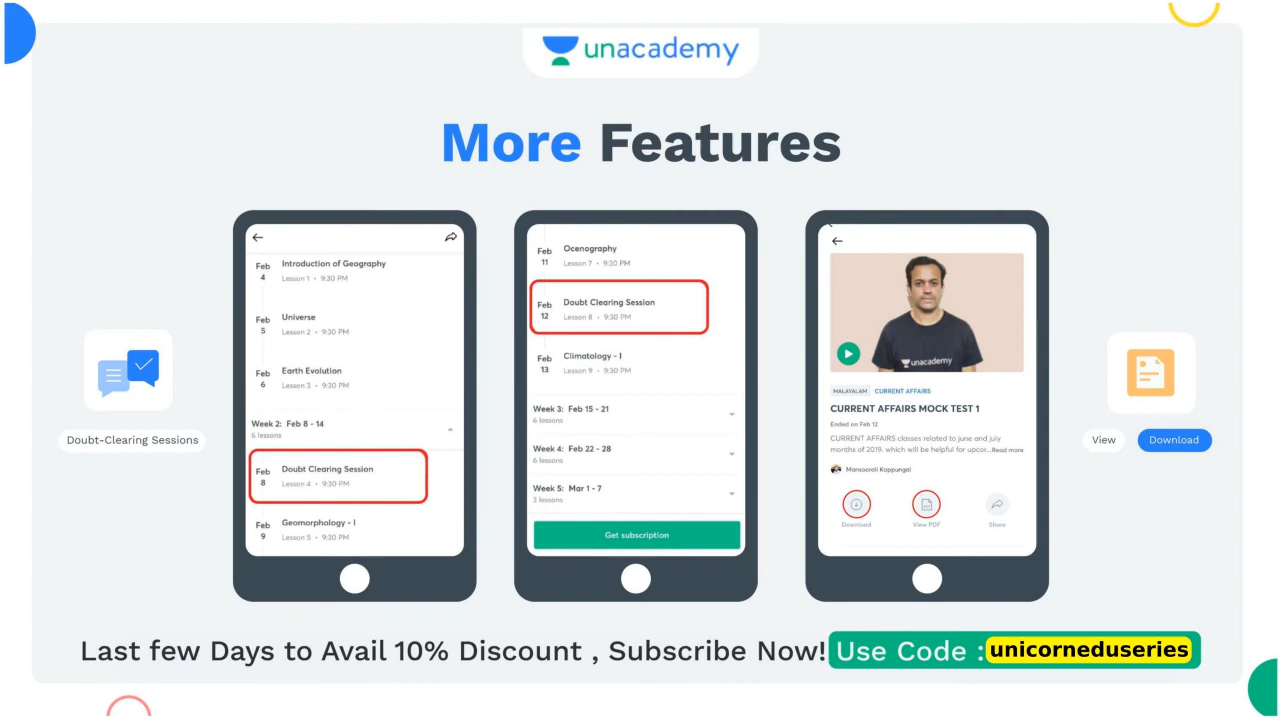 unacademy
More Features
Doubt-Clearing Sessions
Feb 4 Introduction of Geography
Lesson 1 • 9:30 PM
Feb 5 Universe
Lesson 2 • 9:30 PM
Feb 6 Earth Evolution
Lesson 3 • 9:30 PM
Week 2: Feb 8 - 14
6 lessons
Feb 8 Doubt Clearing Session
Lesson 4 • 9:30 PM
Feb 9 Geomorphology - I
Lesson 5 • 9:30 PM
Feb 11 Ocenography
Lesson 7 • 9:30 PM
Feb 12 Doubt Clearing Session
Lesson 8 • 9:30 PM
Feb 13 Climatology - I
Lesson 9 • 9:30 PM
Week 3: Feb 15 - 21
6 lessons
Week 4: Feb 22 - 28
6 lessons
Week 5: Mar 1 - 7
3 lessons
Get subscription
unacademy
MALAYALAM CURRENT AFFAIRS
CURRENT AFFAIRS MOCK TEST 1
Ended on Feb 12
CURRENT AFFAIRS classes related to june and july
months of 2019. which will be helpful for upcor...Read more
Mansoorali Kappungal
Download View PDF Share
View Download
Last few Days to Avail 10% Discount , Subscribe Now! Use Code : unicorneduseries